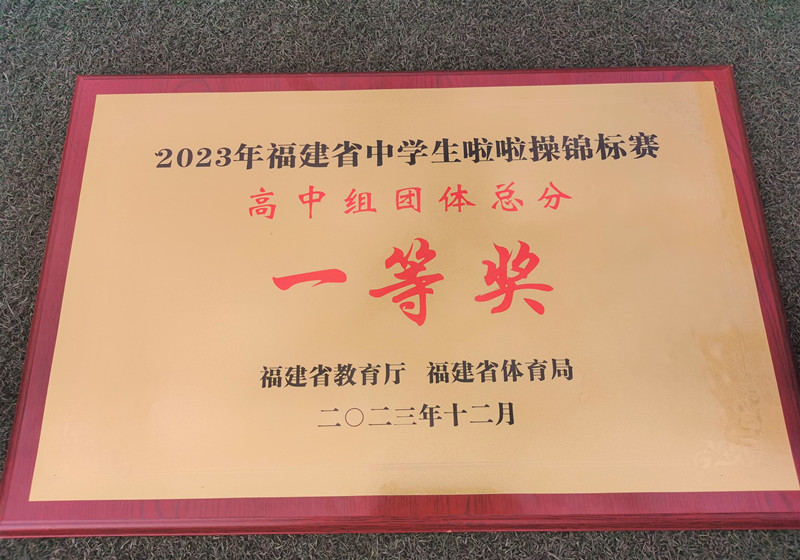 2023年福建省中学生啦啦操锦标赛
高中组团体总分
一等奖
福建省教育厅 福建省体育局
二〇二三年十二月